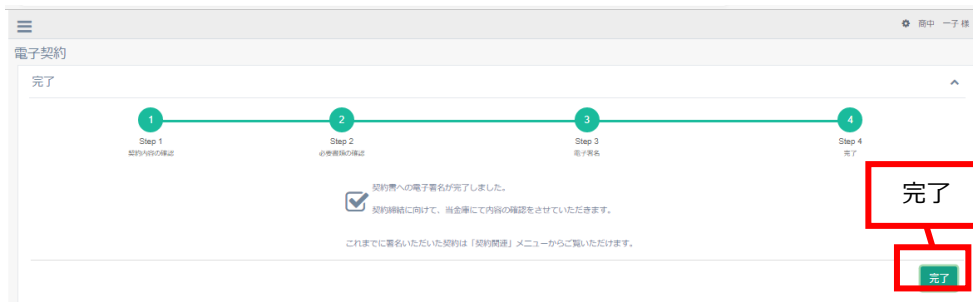 商中 一子 様
電子契約
完了
1
2
3
4
Step 1
Step 2
Step 3
Step 4
契約内容の確認
必要書類の確認
電子署名
完了
契約書への電子署名が完了しました。
契約締結に向けて、当金庫にて内容の確認をさせていただきます。
これまでに署名いただいた契約は「契約関連」メニューからご覧いただけます。
完了
完了